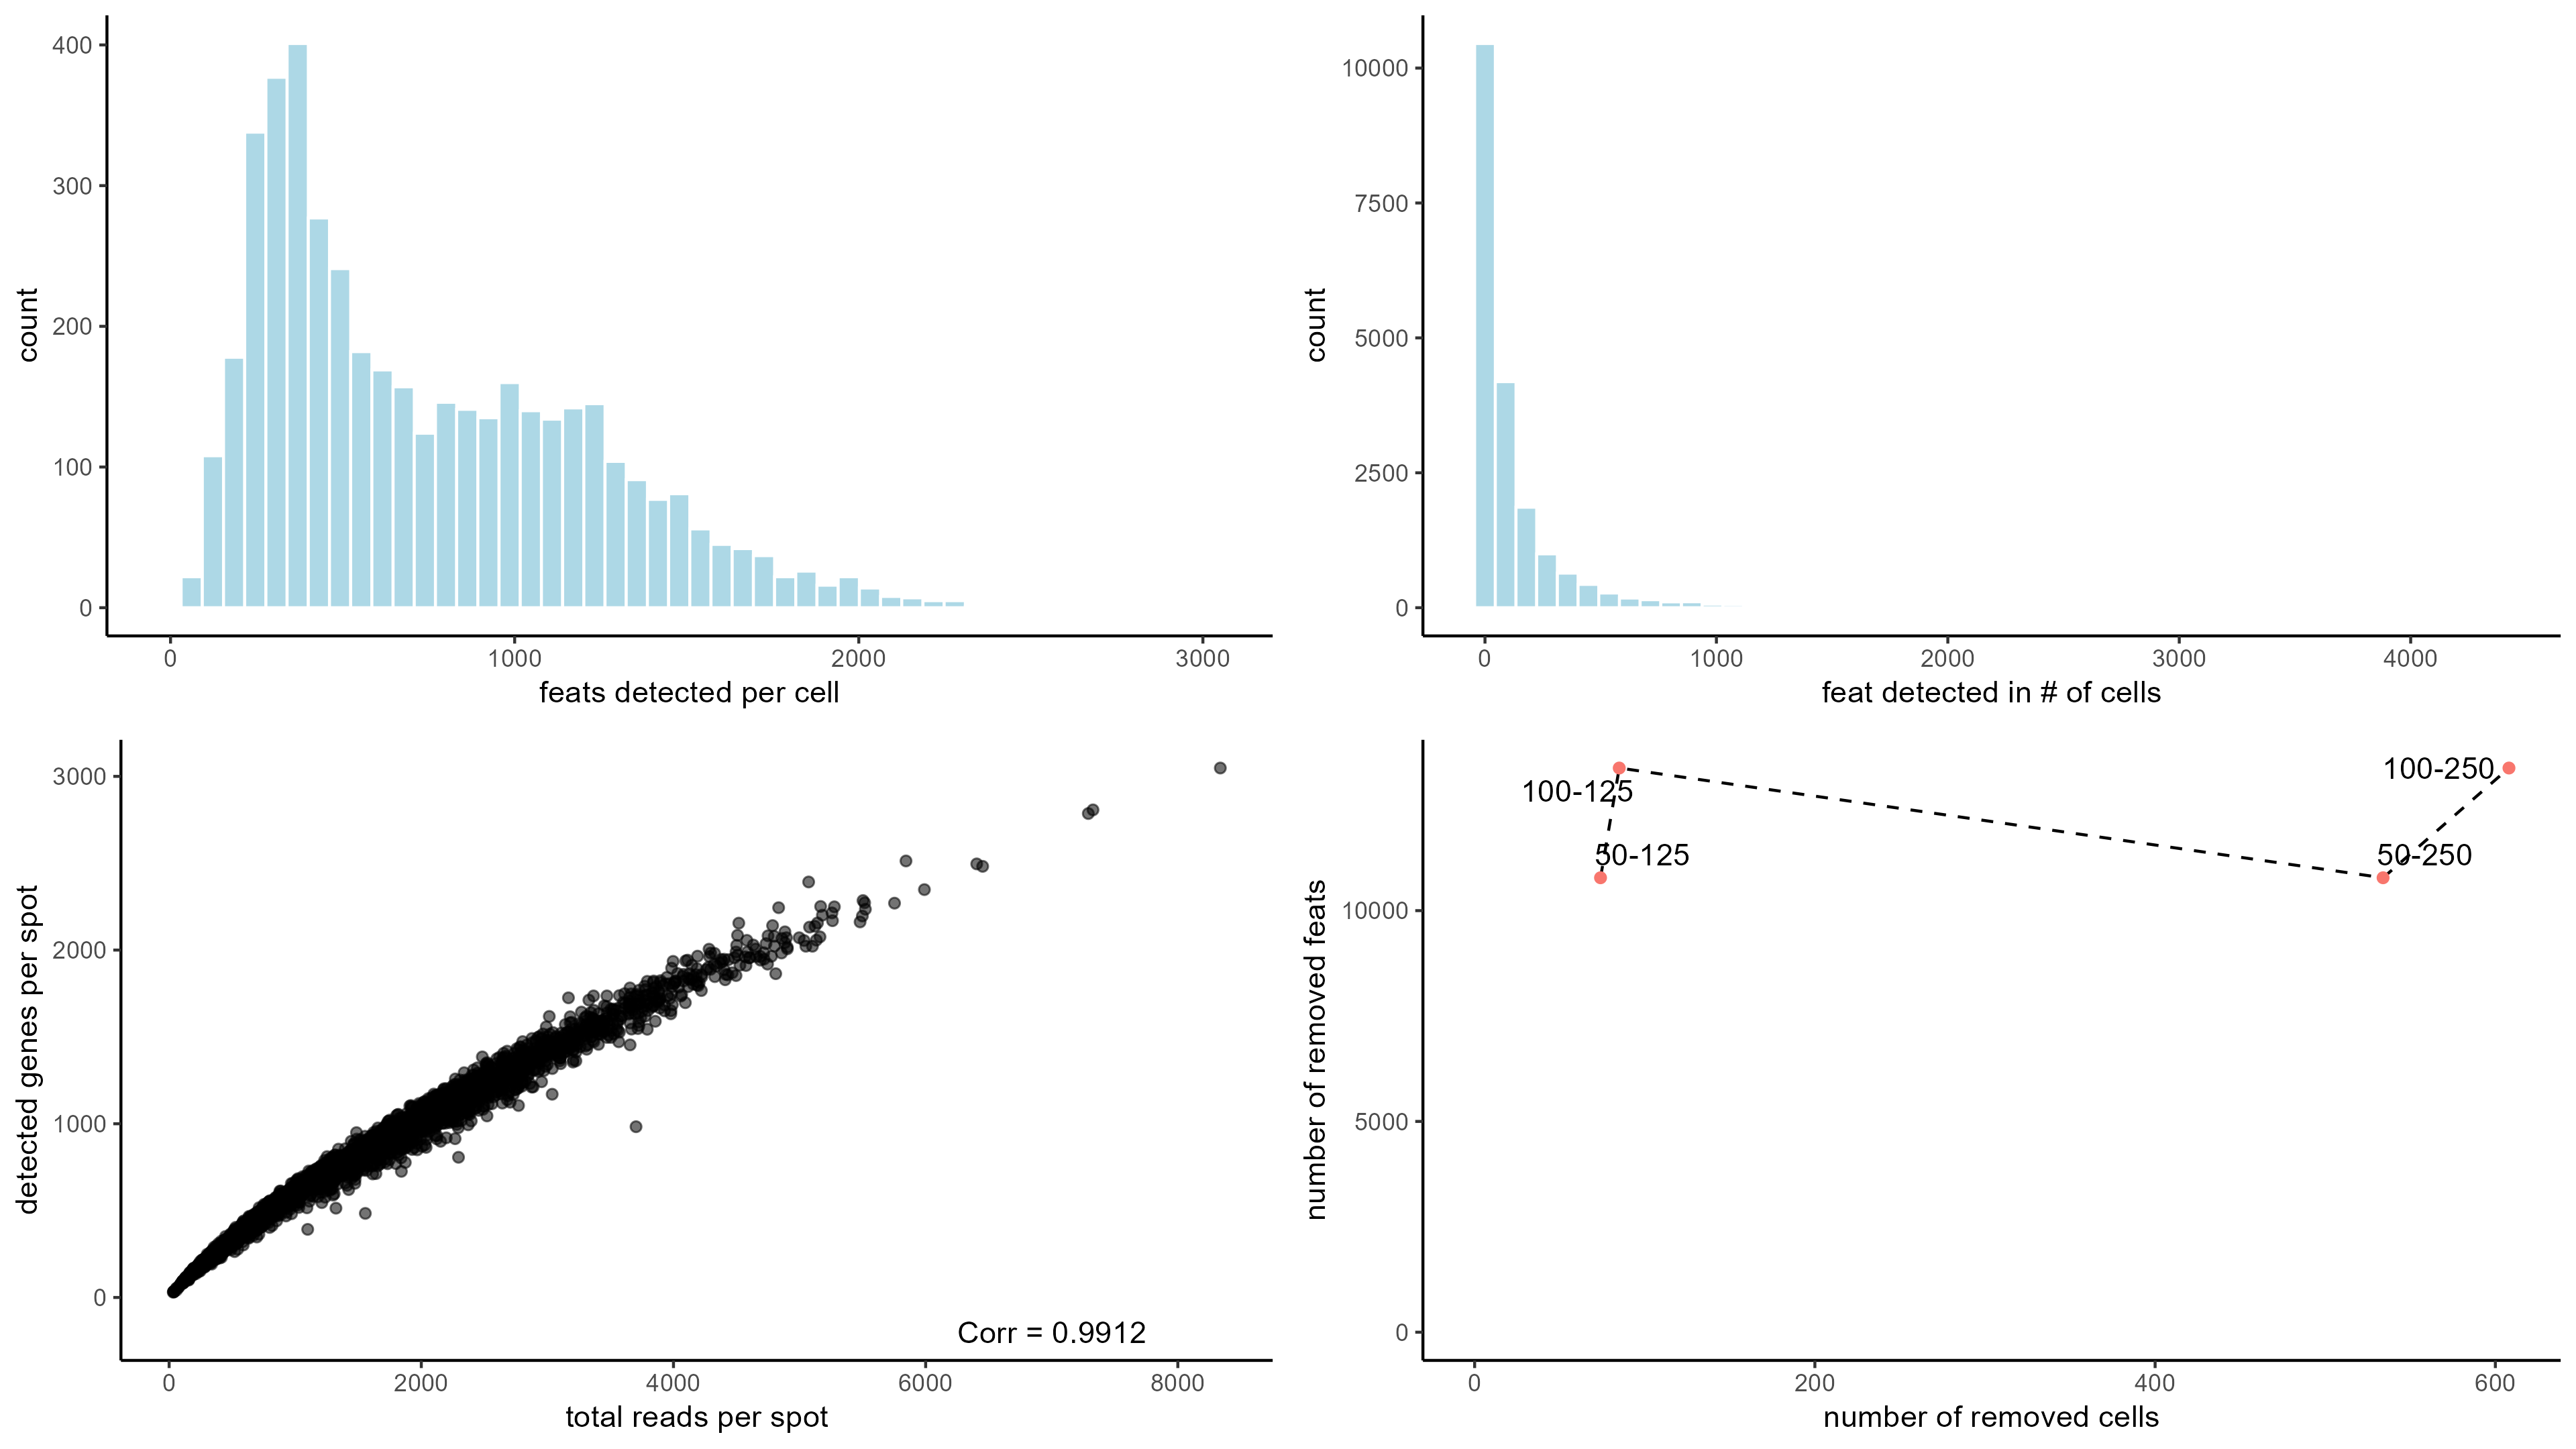 400
300
200
100
0
count
0 1000 2000 3000
feats detected per cell
10000
7500
5000
2500
0
count
0 1000 2000 3000 4000
feat detected in # of cells
3000
2000
1000
0
detected genes per spot
Corr = 0.9912
0 2000 4000 6000 8000
total reads per spot
100-250
100-125
50-125 50-250
10000
5000
0
number of removed feats
0 200 400 600
number of removed cells